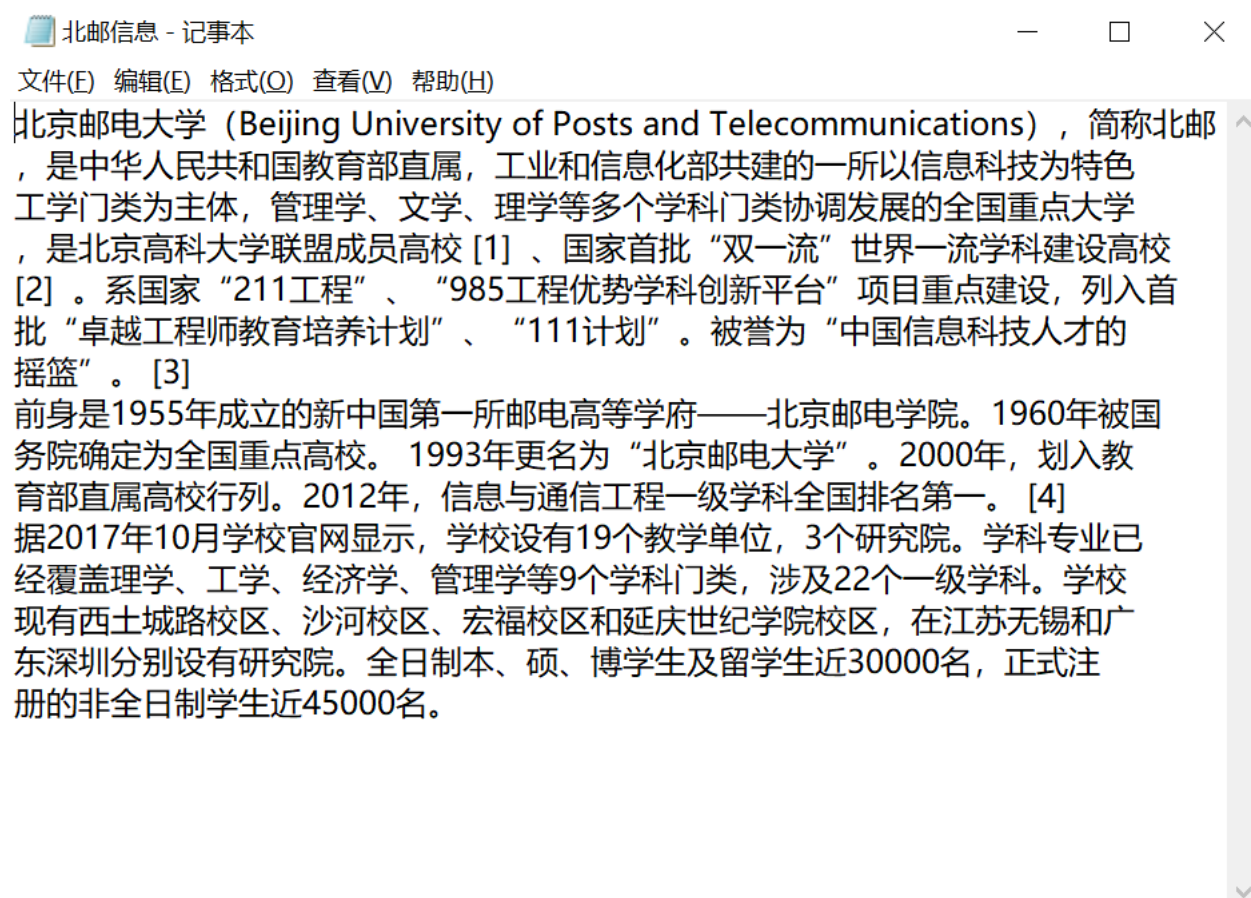 北邮信息 - 记事本
文件(F) 编辑(E) 格式(O) 查看(V) 帮助(H)
北京邮电大学（Beijing University of Posts and Telecommunications），简称北邮
，是中华人民共和国教育部直属，工业和信息化部共建的一所以信息科技为特色
工学门类为主体，管理学、文学、理学等多个学科门类协调发展的全国重点大学
，是北京高科大学联盟成员高校 [1] 、国家首批“双一流”世界一流学科建设高校
[2] 。系国家“211工程”、“985工程优势学科创新平台”项目重点建设，列入首
批“卓越工程师教育培养计划”、“111计划”。被誉为“中国信息科技人才的
摇篮”。 [3]
前身是1955年成立的新中国第一所邮电高等学府——北京邮电学院。1960年被国
务院确定为全国重点高校。 1993年更名为“北京邮电大学”。2000年，划入教
育部直属高校行列。2012年，信息与通信工程一级学科全国排名第一。 [4]
据2017年10月学校官网显示，学校设有19个教学单位，3个研究院。学科专业已
经覆盖理学、工学、经济学、管理学等9个学科门类，涉及22个一级学科。学校
现有西土城路校区、沙河校区、宏福校区和延庆世纪学院校区，在江苏无锡和广
东深圳分别设有研究院。全日制本、硕、博学生及留学生近30000名，正式注
册的非全日制学生近45000名。